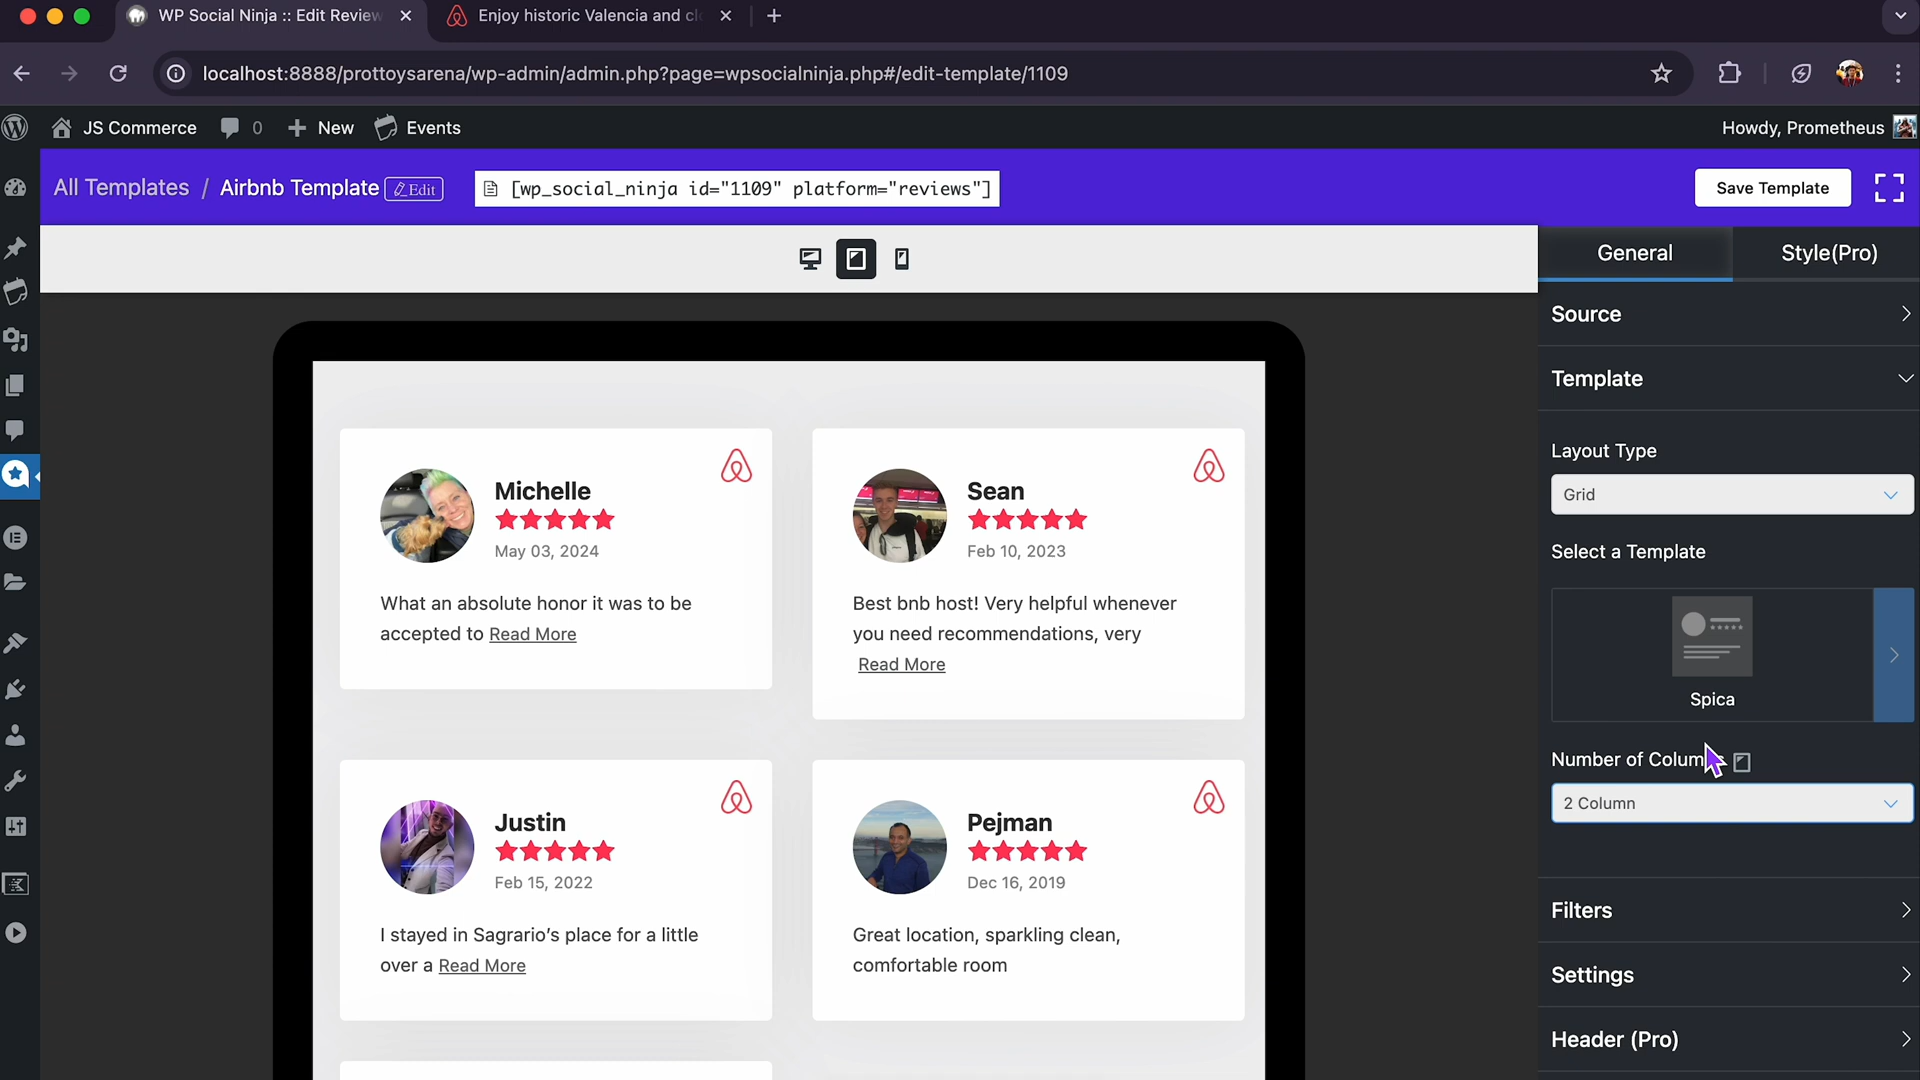 WP Social Ninja :: Edit Review
Enjoy historic Valencia and cl
localhost:8888/prottoysarena/wp-admin/admin.php?page=wpsocialninja.php#/edit-template/1109
JS Commerce
0
New
Events
Howdy, Prometheus
All Templates / Airbnb Template
Edit
[wp_social_ninja id="1109" platform="reviews"]
Save Template
General
Style(Pro)
Source
Template
Layout Type
Grid
Select a Template
Spica
Number of Colum
2 Column
Filters
Settings
Header (Pro)
Michelle
May 03, 2024
What an absolute honor it was to be
accepted to Read More
Sean
Feb 10, 2023
Best bnb host! Very helpful whenever
you need recommendations, very
Read More
Justin
Feb 15, 2022
I stayed in Sagrario’s place for a little
over a Read More
Pejman
Dec 16, 2019
Great location, sparkling clean,
comfortable room